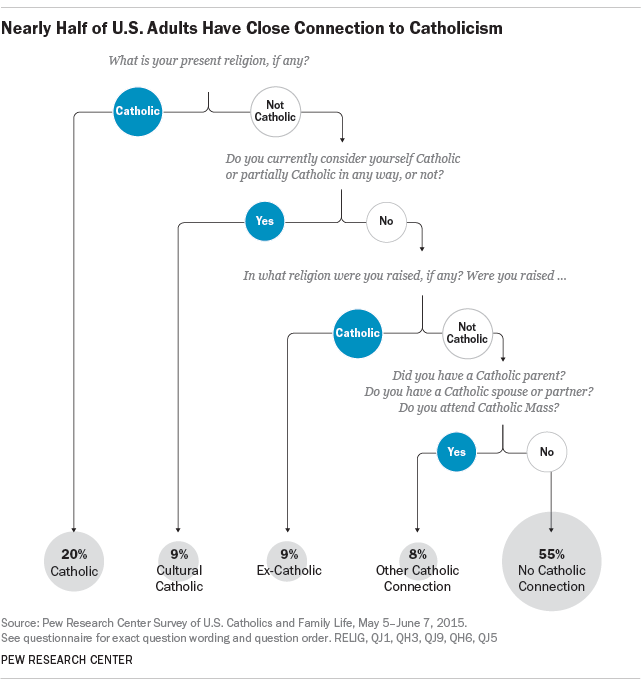 Nearly Half of U.S. Adults Have Close Connection to Catholicism
What is your present religion, if any?
Catholic
Not
Catholic
Do you currently consider yourself Catholic
or partially Catholic in any way, or not?
Yes
No
In what religion were you raised, if any? Were you raised ...
Catholic
Not
Catholic
Did you have a Catholic parent?
Do you have a Catholic spouse or partner?
Do you attend Catholic Mass?
Yes
No
20%
Catholic
9%
Cultural
Catholic
9%
Ex-Catholic
8%
Other Catholic
Connection
55%
No Catholic
Connection
Source: Pew Research Center Survey of U.S. Catholics and Family Life, May 5–June 7, 2015.
See questionnaire for exact question wording and question order. RELIG, QJ1, QH3, QJ9, QH6, QJ5
PEW RESEARCH CENTER